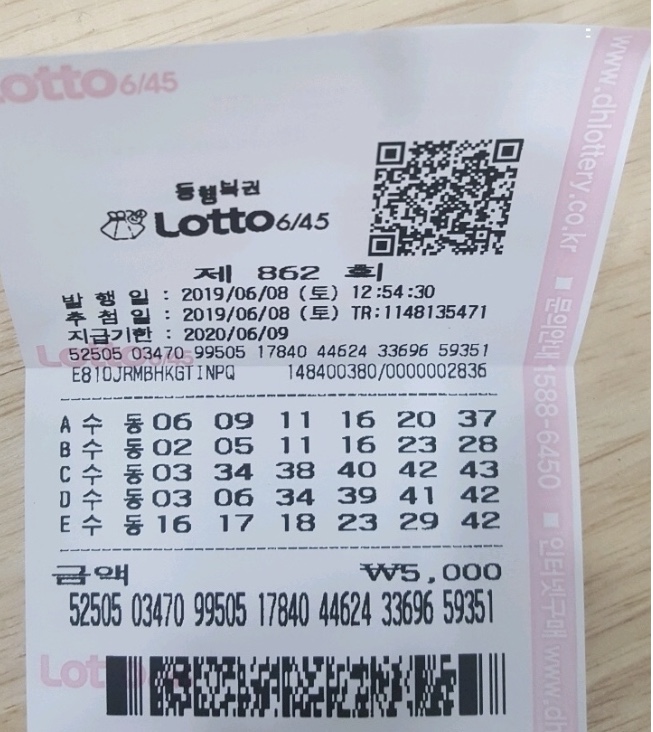 Lotto 6/45
동행복권
Lotto 6/45
제 862 회
발 행 일 : 2019/06/08 (토) 12:54:30
추 첨 일 : 2019/06/08 (토) TR:1148135471
지급기한 : 2020/06/09
52505 03470 99505 17840 44624 33696 59351
E810JRMBHKGTINPQ 148400380/0000002836
A 수 동 06 09 11 16 20 37
B 수 동 02 05 11 16 23 28
C 수 동 03 34 38 40 42 43
D 수 동 03 06 34 39 41 42
E 수 동 16 17 18 23 29 42
금액 ₩5,000
52505 03470 99505 17840 44624 33696 59351
www.dhlottery.co.kr ■ 문의안내 1588-6450 ■ 인터넷구매 www.dh